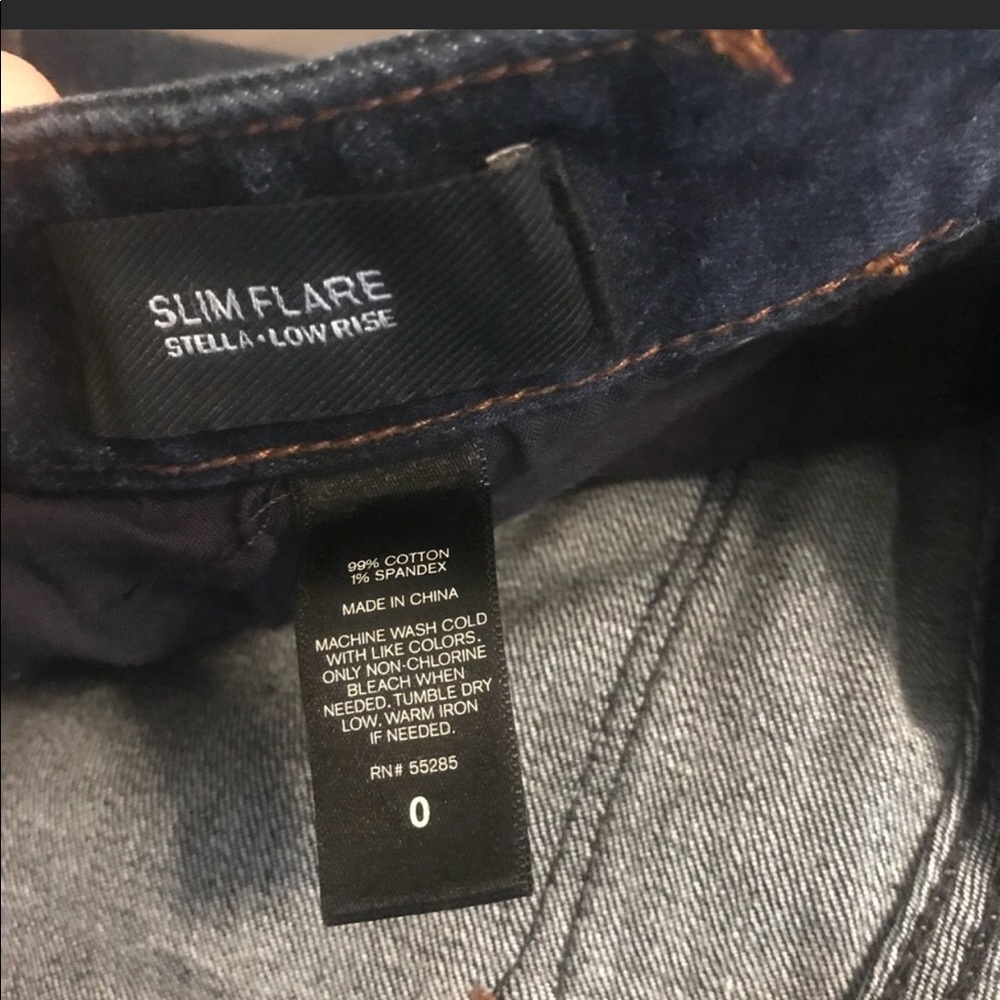 SLIM FLARE
STELLA • LOW RISE
99% COTTON
1% SPANDEX
MADE IN CHINA
MACHINE WASH COLD
WITH LIKE COLORS.
ONLY NON-CHLORINE
BLEACH WHEN
NEEDED. TUMBLE DRY
LOW. WARM IRON
IF NEEDED.
RN# 55285
0